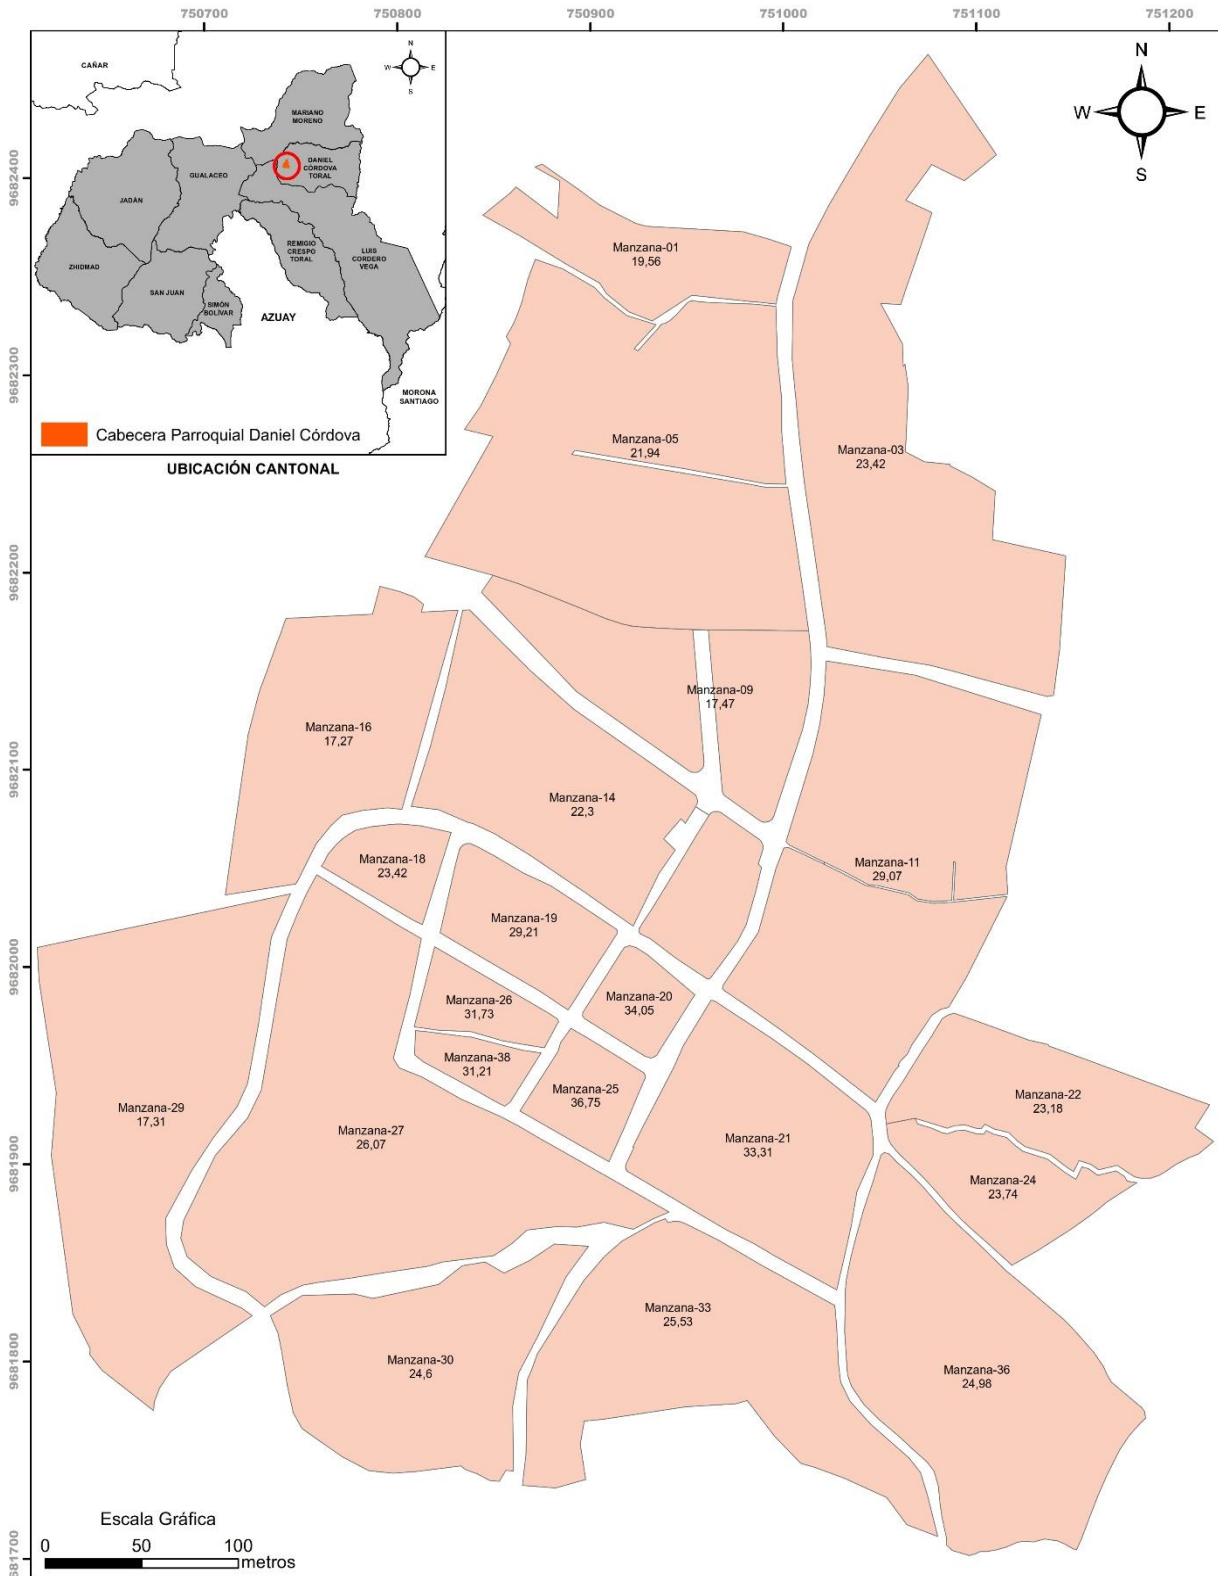 750700
750800
750900
751000
751100
751200
9682400
9682300
9682200
9682100
9682000
9681900
9681800
9681700
CAÑAR
N
W
E
S
MARIANO
MORENO
DANIEL
CÓRDOVA
TORAL
GUALACEO
JADÁN
REMIGIO
CRESPO
TORAL
LUIS
CORDERO
VEGA
ZHIDMAD
SAN JUAN
SIMÓN
BOLÍVAR
AZUAY
MORONA
SANTIAGO
Cabecera Parroquial Daniel Córdova
UBICACIÓN CANTONAL
N
W
E
S
Manzana-01
19,56
Manzana-05
21,94
Manzana-03
23,42
Manzana-09
17,47
Manzana-16
17,27
Manzana-14
22,3
Manzana-18
23,42
Manzana-11
29,07
Manzana-19
29,21
Manzana-26
31,73
Manzana-20
34,05
Manzana-38
31,21
Manzana-25
36,75
Manzana-22
23,18
Manzana-29
17,31
Manzana-27
26,07
Manzana-21
33,31
Manzana-24
23,74
Manzana-33
25,53
Manzana-30
24,6
Manzana-36
24,98
Escala Gráfica
0 50 100
metros